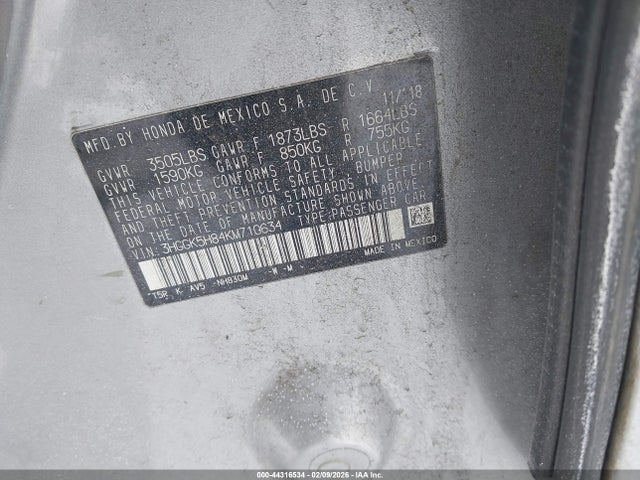 MFD BY HONDA DE MEXICO S.A. DE C.V. 11/18
GVWR 3505LBS GAWR F 1873LBS R 1664LBS
GVWR 1590KG GAWR F 850KG R 755KG
THIS VEHICLE CONFORMS TO ALL APPLICABLE
FEDERAL MOTOR VEHICLE SAFETY, BUMPER,
AND THEFT PREVENTION STANDARDS IN EFFECT
ON THE DATE OF MANUFACTURE SHOWN ABOVE.
V.I.N.: 3HGGK5H84KM710634 TYPE:PASSENGER CAR
T5R K AV5 -NH830M -W -M MADE IN MEXICO
000-44316534 - 02/09/2026 - IAA Inc.